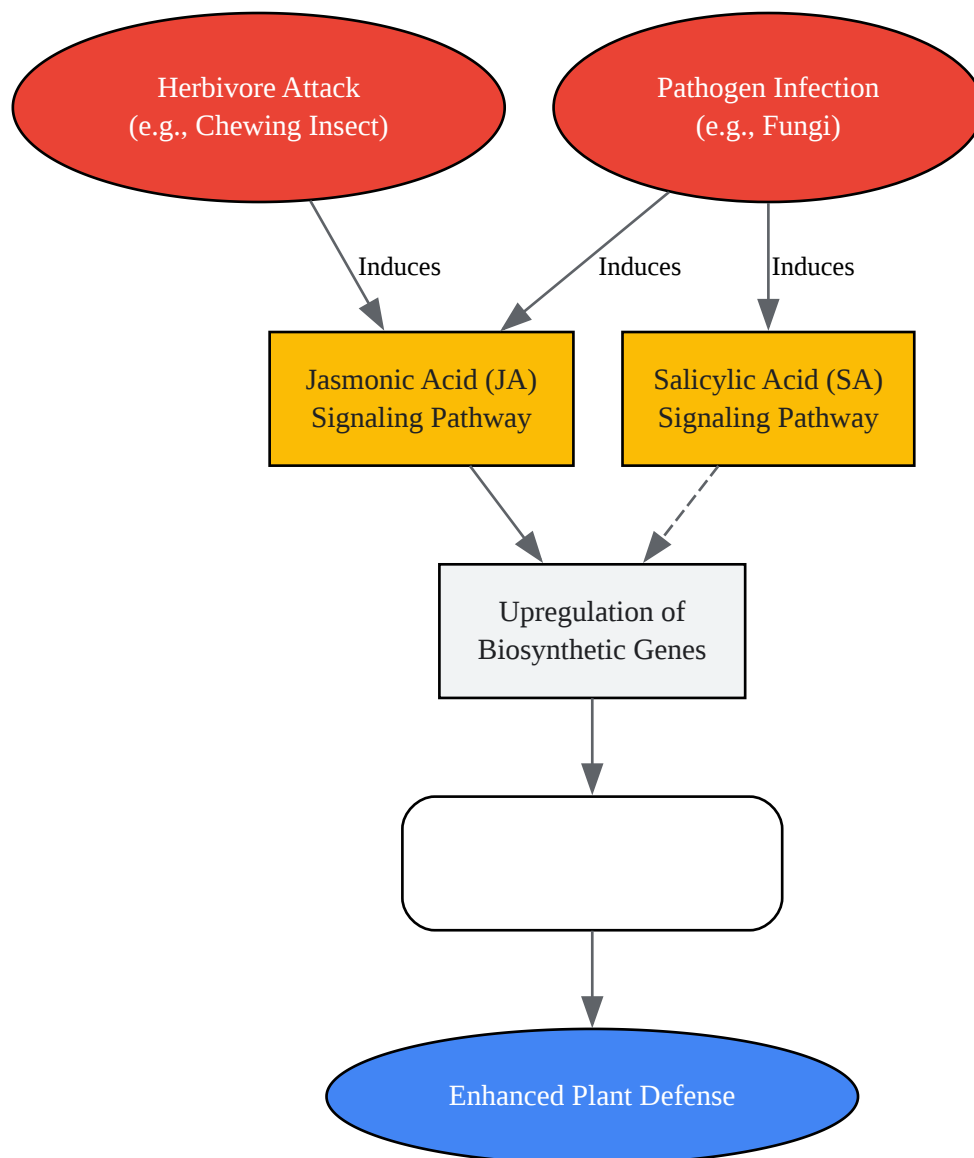 Herbivore Attack
(e.g., Chewing Insect)
Pathogen Infection
(e.g., Fungi)
Induces
Induces
Induces
Jasmonic Acid (JA)
Signaling Pathway
Salicylic Acid (SA)
Signaling Pathway
Upregulation of
Biosynthetic Genes
Enhanced Plant Defense